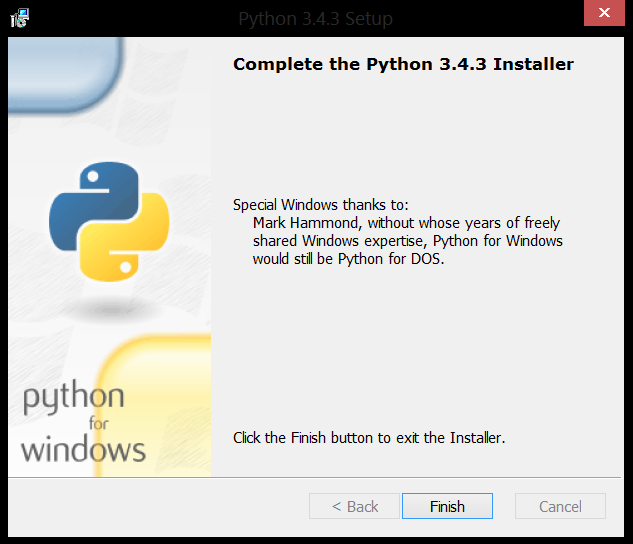 Python 3.4.3 Setup
Complete the Python 3.4.3 Installer
Special Windows thanks to:
Mark Hammond, without whose years of freely
shared Windows expertise, Python for Windows
would still be Python for DOS.
python
for
windows
Click the Finish button to exit the Installer.
< Back
Finish
Cancel